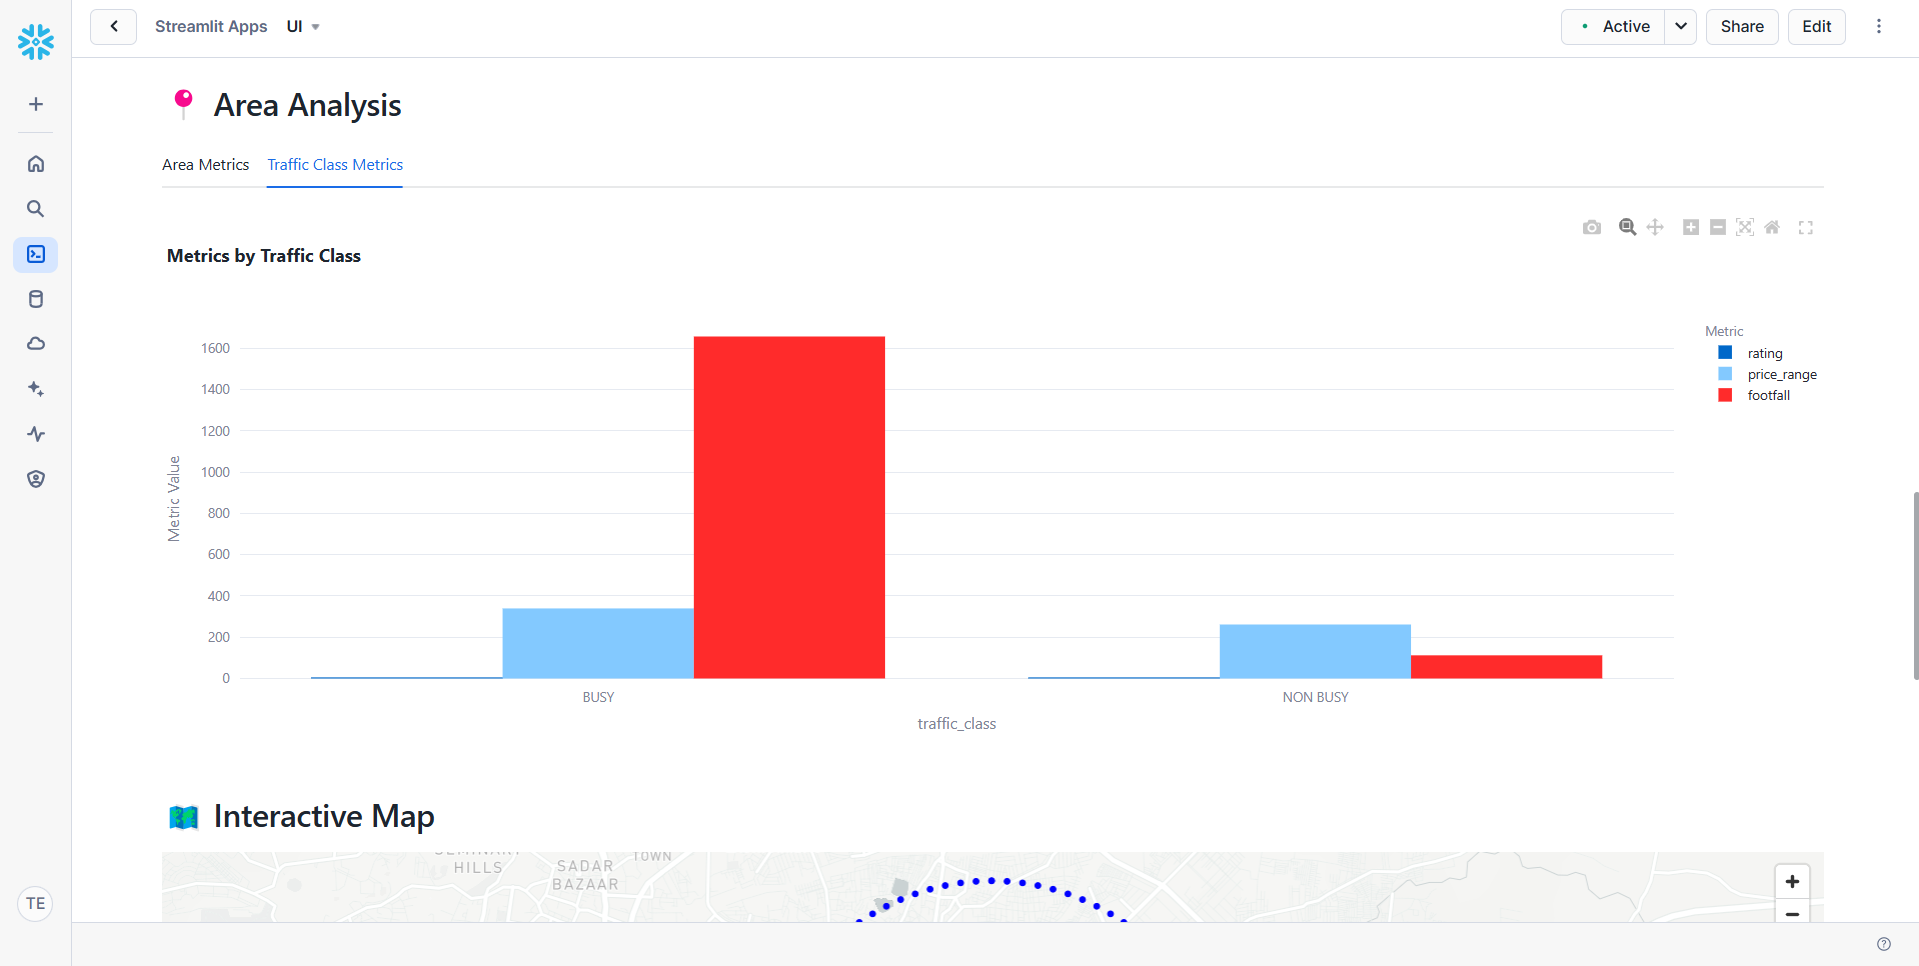 Streamlit Apps UI
Active
Share
Edit
Area Analysis
Area Metrics
Traffic Class Metrics
Metrics by Traffic Class
Metric
rating
price_range
footfall
1600
1400
1200
1000
800
600
400
200
0
Metric Value
BUSY
NON BUSY
traffic_class
Interactive Map
SEMINARY
HILLS
SADAR
BAZAAR
TOWN
+
−
TE